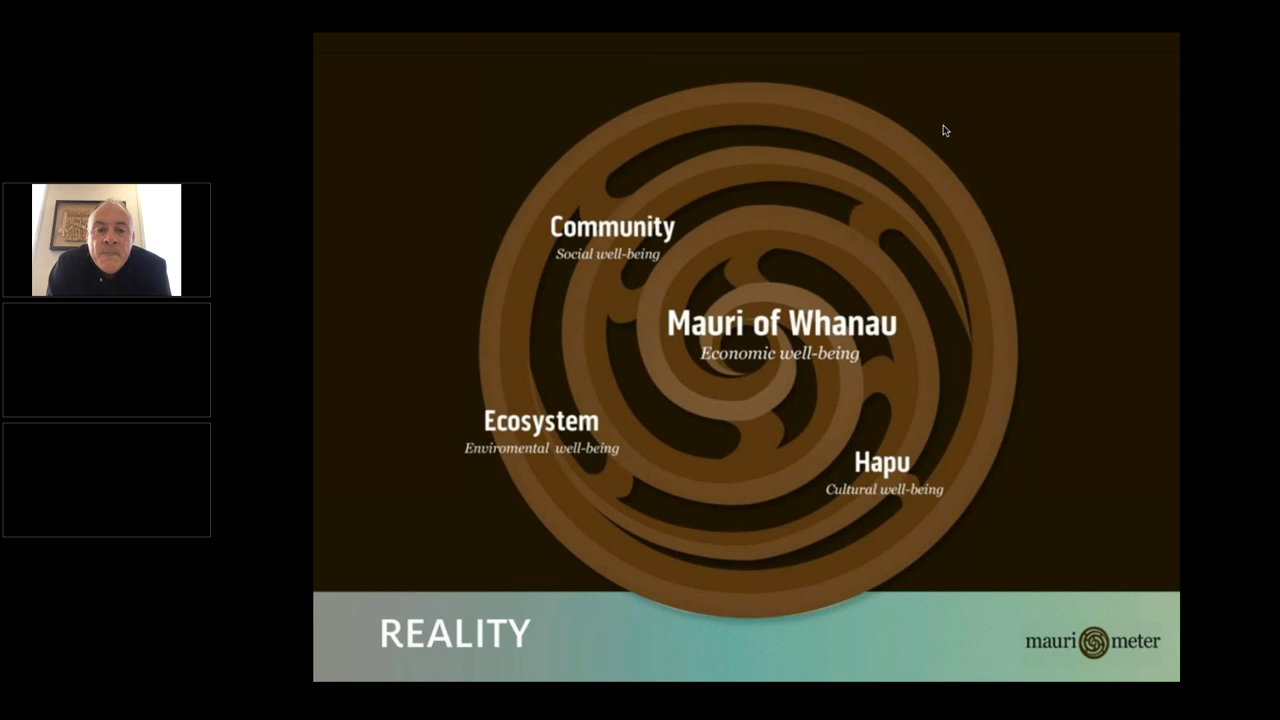 Community
Social well-being
Mauri of Whanau
Economic well-being
Ecosystem
Enviromental well-being
Hapu
Cultural well-being
REALITY
mauri meter